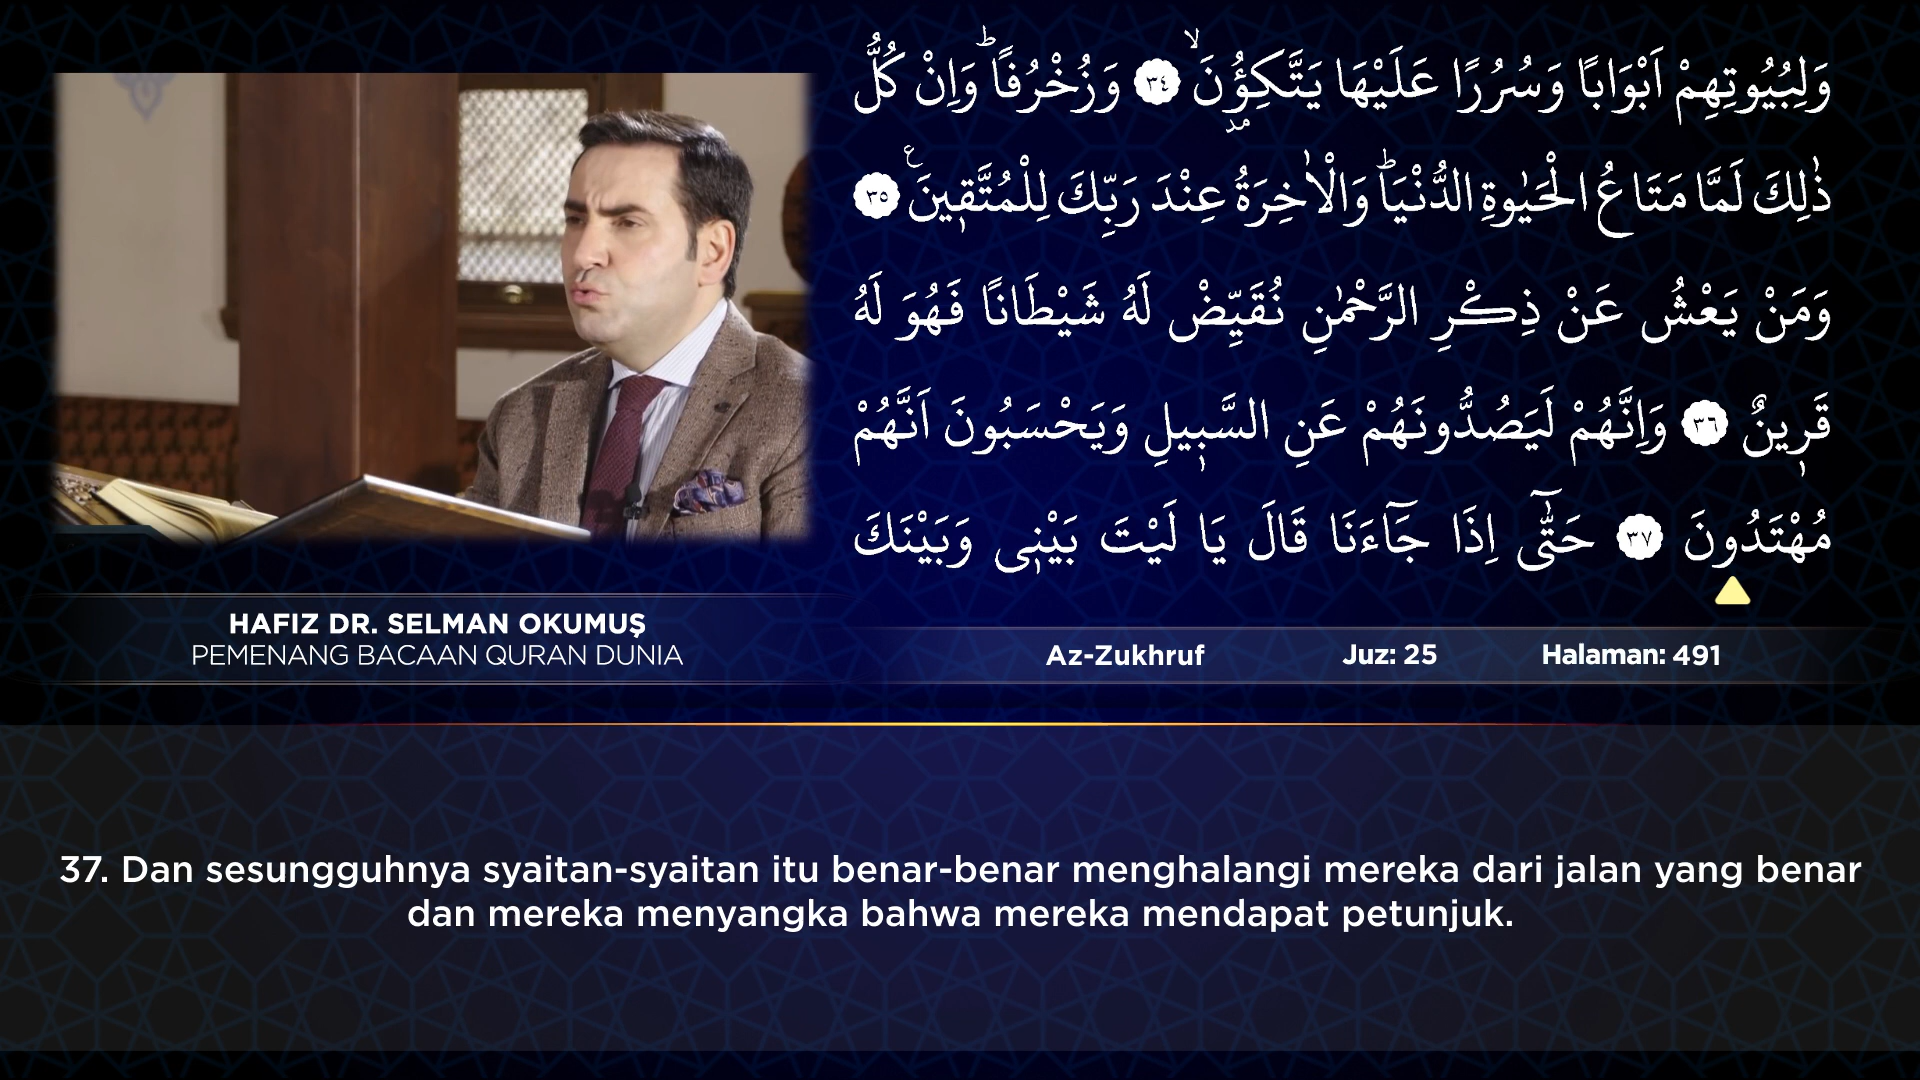 وَلِبُيُوتِهِمْ اَبْوَابًا وَسُرُرًا عَلَيْهَا يَتَّكِؤُ۫نَۙ ﴿٣٤﴾ وَزُخْرُفًاۜ وَاِنْ كُلُّ
ذٰلِكَ لَمَّا مَتَاعُ الْحَيٰوةِ الدُّنْيَاۜ وَالْاٰخِرَةُ عِنْدَ رَبِّكَ لِلْمُتَّق۪ينَ۟ ﴿٣٥﴾
وَمَنْ يَعْشُ عَنْ ذِكْرِ الرَّحْمٰنِ نُقَيِّضْ لَهُ شَيْطَانًا فَهُوَ لَهُ
قَر۪ينٌ ﴿٣٦﴾ وَاِنَّهُمْ لَيَصُدُّونَهُمْ عَنِ السَّب۪يلِ وَيَحْسَبُونَ اَنَّهُمْ
مُهْتَدُونَ ﴿٣٧﴾ حَتّٰٓى اِذَا جَٓاءَنَا قَالَ يَا لَيْتَ بَيْن۪ى وَبَيْنَكَ
HAFIZ DR. SELMAN OKUMUŞ
PEMENANG BACAAN QURAN DUNIA
Az-Zukhruf Juz: 25 Halaman: 491
37. Dan sesungguhnya syaitan-syaitan itu benar-benar menghalangi mereka dari jalan yang benar
dan mereka menyangka bahwa mereka mendapat petunjuk.